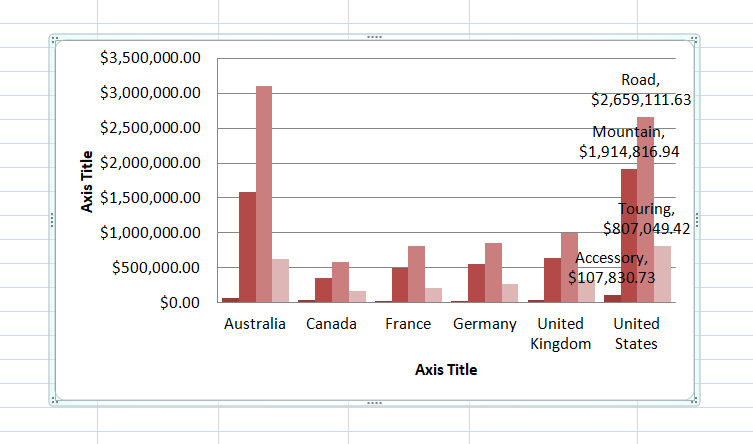 $3,500,000.00
$3,000,000.00
$2,500,000.00
$2,000,000.00
$1,500,000.00
$1,000,000.00
$500,000.00
$0.00
Axis Title
Road,
$2,659,111.63
Mountain,
$1,914,816.94
Touring,
$807,049.42
Accessory,
$107,830.73
Australia
Canada
France
Germany
United
Kingdom
United
States
Axis Title